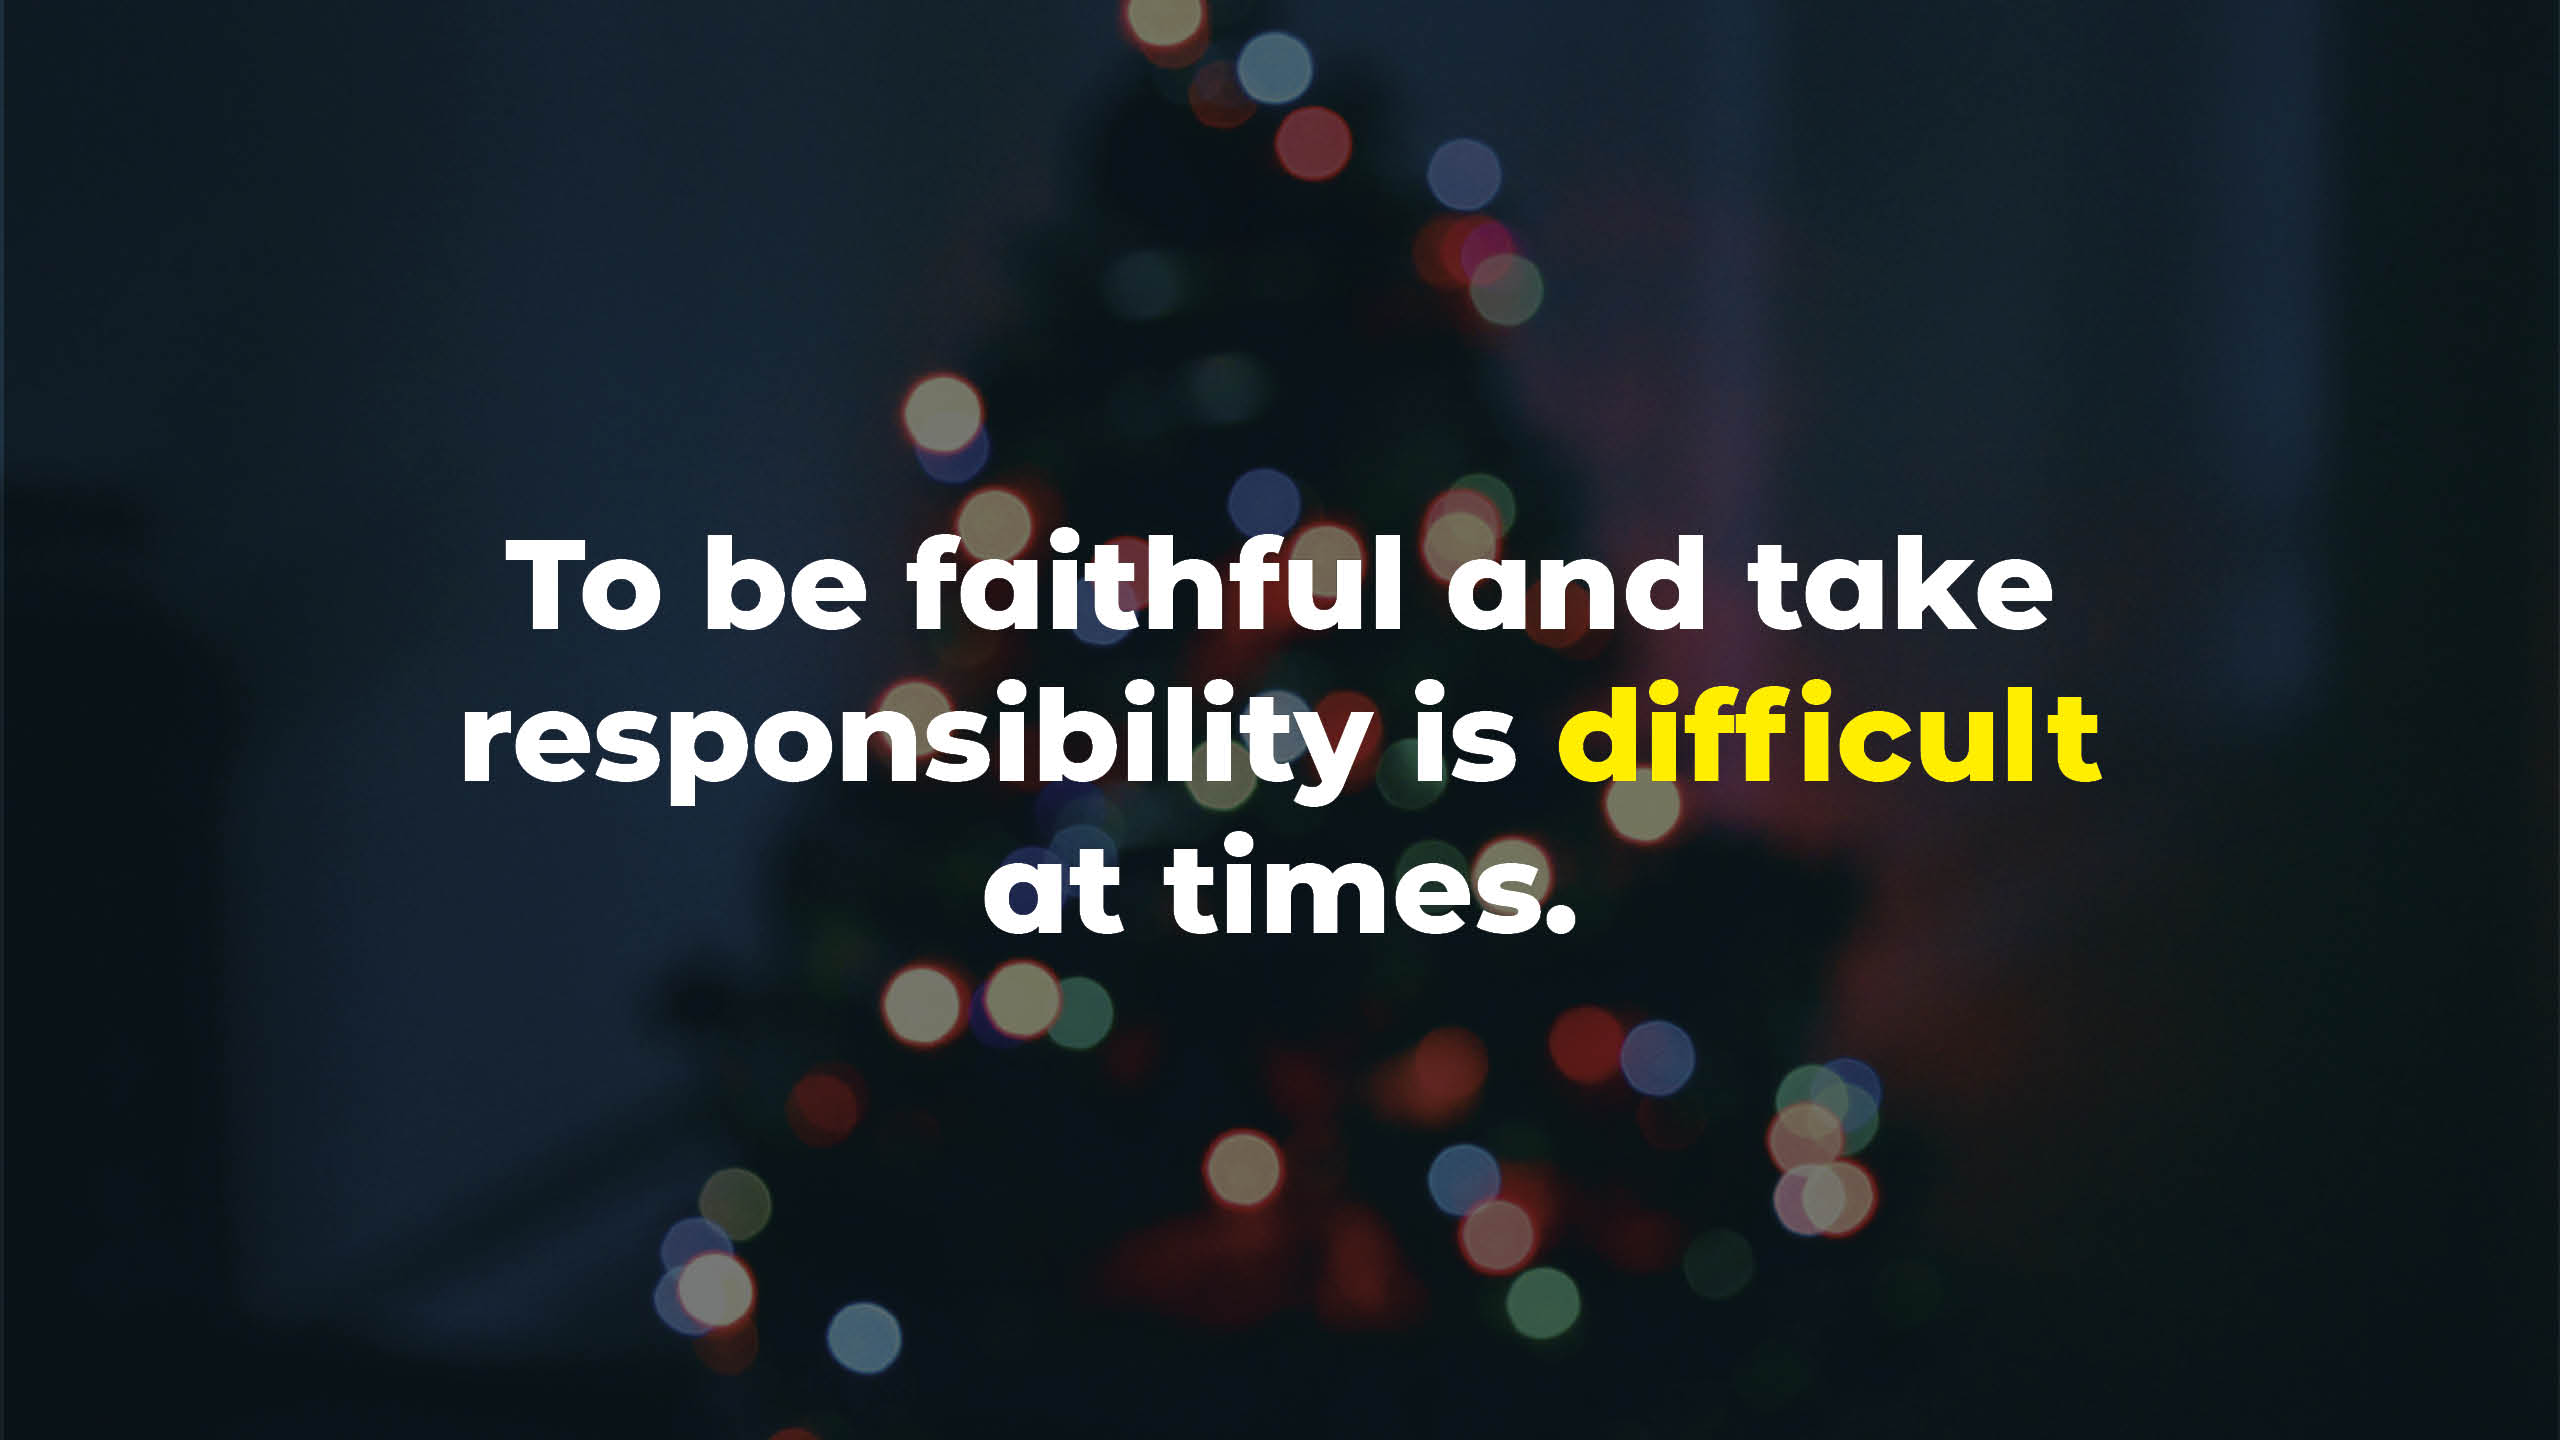 To be faithful and take
responsibility is difficult
at times.